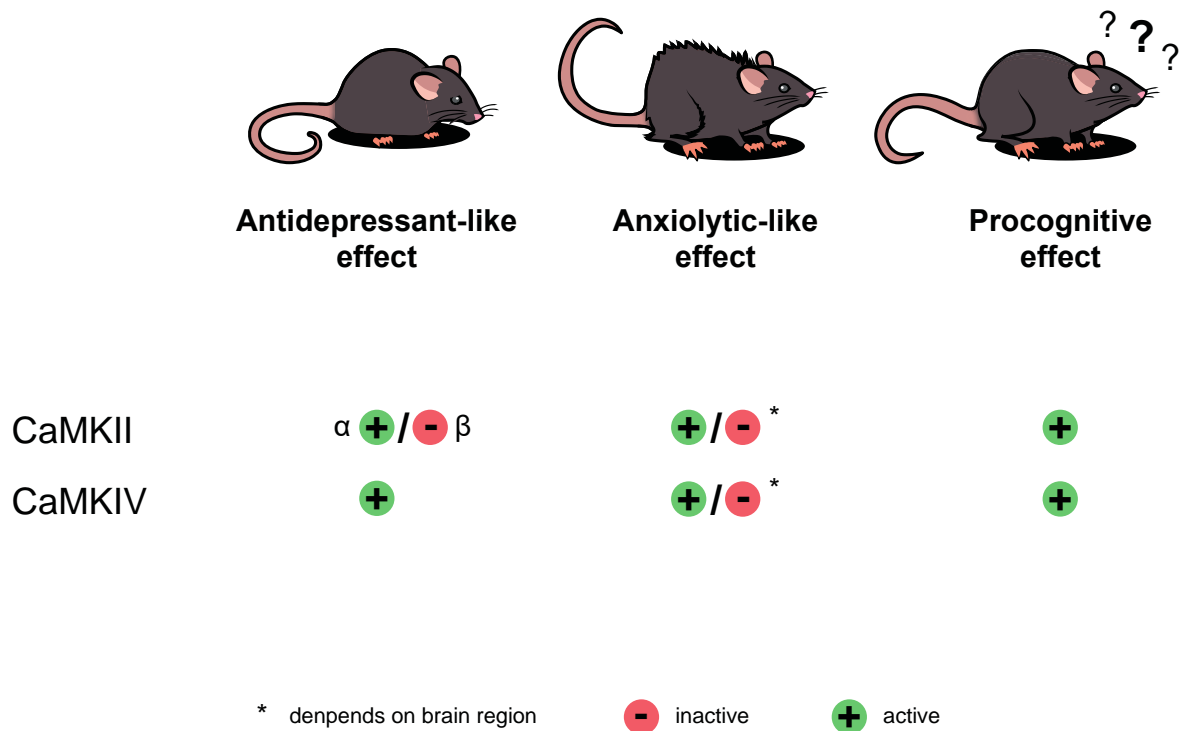 ? ? ?
Antidepressant-like
effect
Anxiolytic-like
effect
Procognitive
effect
CaMKII α + / - β + / - * +
CaMKIV + + / - * +
* denpends on brain region - inactive + active